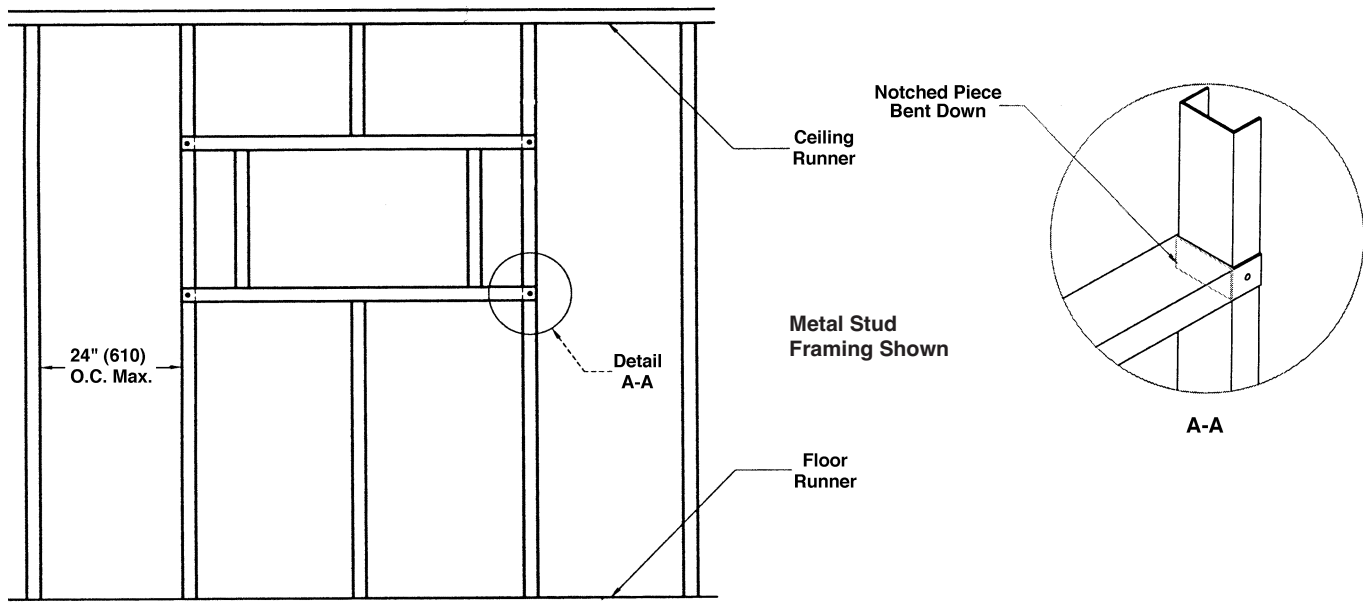 Notched Piece
Bent Down
Ceiling
Runner
Metal Stud
Framing Shown
24" (610)
O.C. Max.
Detail
A-A
A-A
Floor
Runner